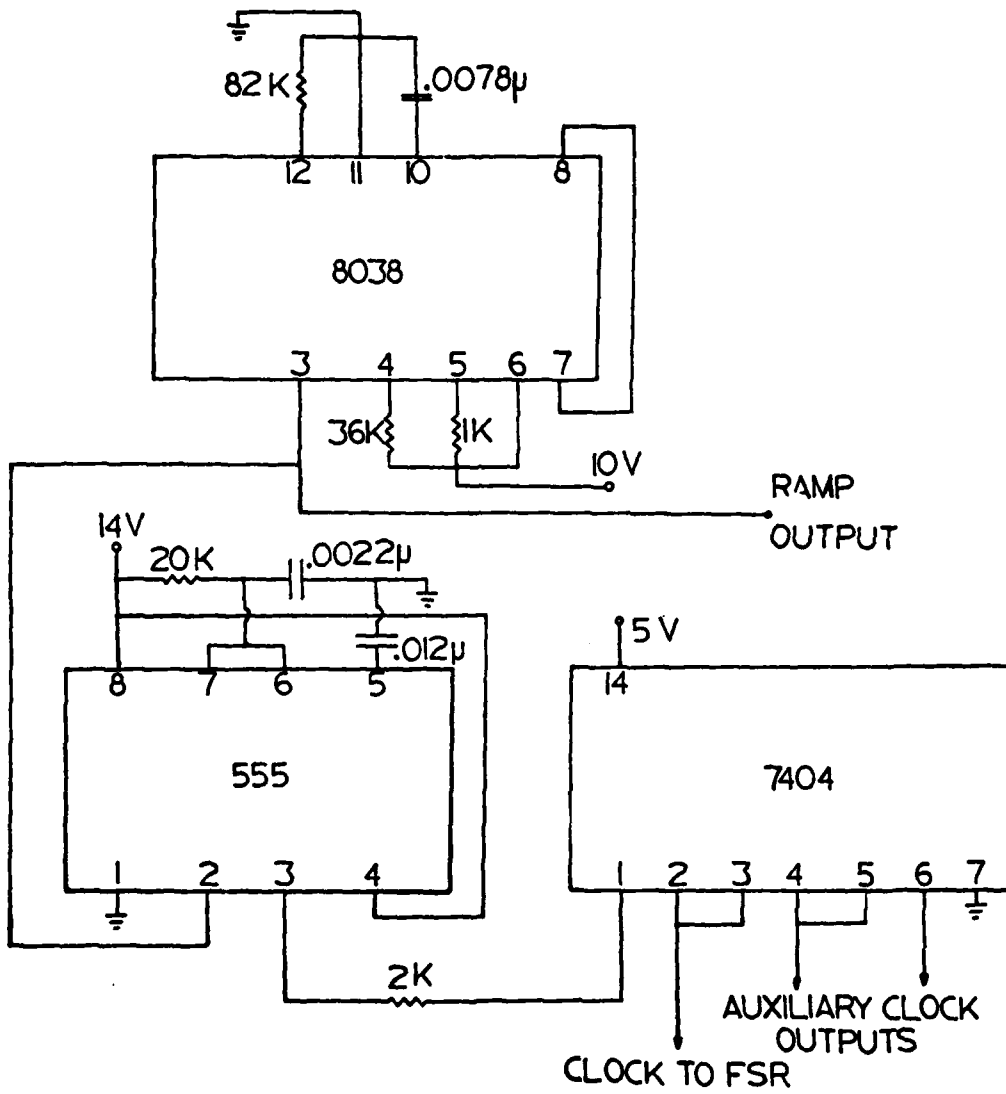 82K
.0078µ
12 11 10 8
8038
3 4 5 6 7
36K 1K
10V
RAMP
OUTPUT
14V
20K
.0022µ
.012µ
5V
8 7 6 5
14
555
7404
1 2 3 4
1 2 3 4 5 6 7
2K
AUXILIARY CLOCK
OUTPUTS
CLOCK TO FSR